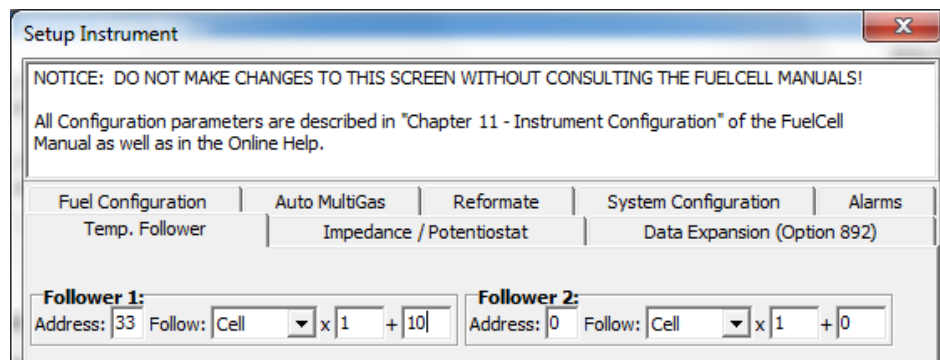 Setup Instrument
NOTICE:  DO NOT MAKE CHANGES TO THIS SCREEN WITHOUT CONSULTING THE FUELCELL MANUALS!
All Configuration parameters are described in "Chapter 11 - Instrument Configuration" of the FuelCell
Manual as well as in the Online Help.
Fuel Configuration Auto MultiGas Reformate System Configuration Alarms
Temp. Follower Impedance / Potentiostat Data Expansion (Option 892)
Follower 1: Follower 2:
Address: 33 Follow: Cell x 1 + 10 Address: 0 Follow: Cell x 1 + 0